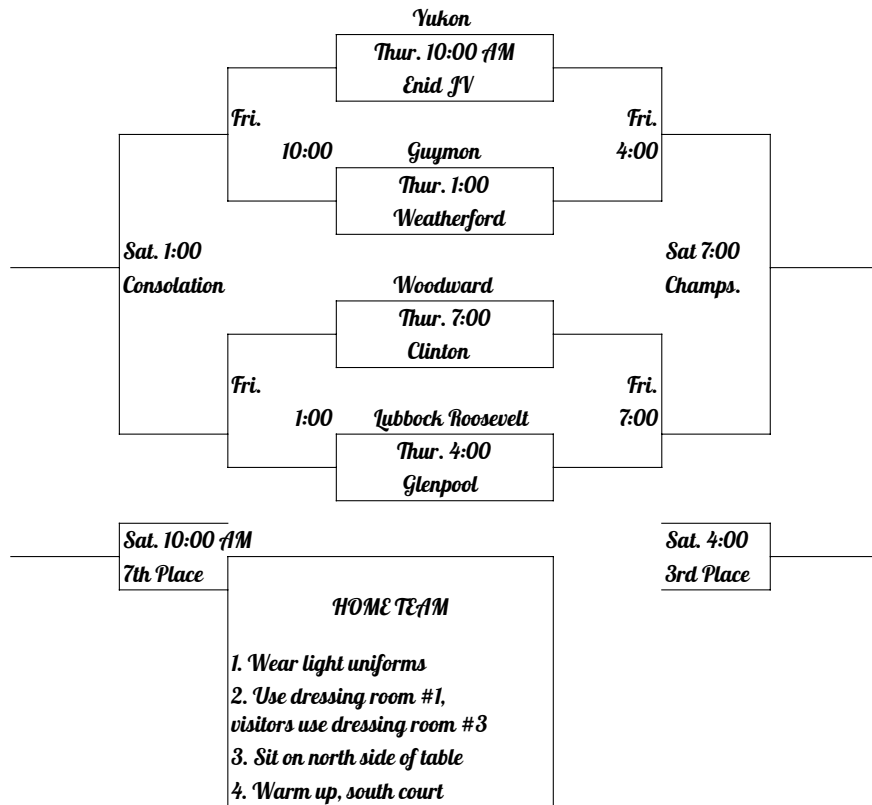 Yukon
Thur. 10:00 AM
Enid JV
Fri.
Fri.
10:00
Guymon
4:00
Thur. 1:00
Weatherford
Sat. 1:00
Sat 7:00
Consolation
Woodward
Champs.
Thur. 7:00
Clinton
Fri.
Fri.
1:00
Lubbock Roosevelt
7:00
Thur. 4:00
Glenpool
Sat. 10:00 AM
Sat. 4:00
7th Place
3rd Place
HOME TEAM
1. Wear light uniforms
2. Use dressing room #1,
visitors use dressing room #3
3. Sit on north side of table
4. Warm up, south court